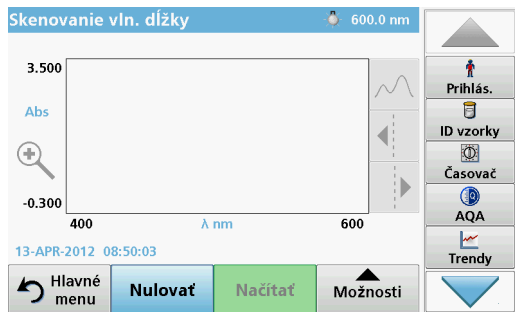 Skenovanie vln. dĺžky
600.0 nm
3.500
Abs
-0.300
400
λ nm
600
13-APR-2012 08:50:03
Hlavné
menu
Nulovať
Načítať
Možnosti
Prihlás.
ID vzorky
Časovač
AQA
Trendy